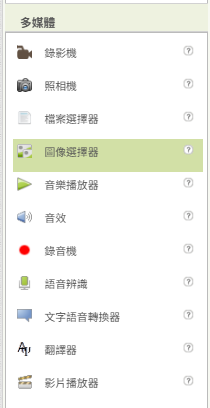 多媒體
錄影機
照相機
檔案選擇器
圖像選擇器
音樂播放器
音效
錄音機
語音辨識
文字語音轉換器
翻譯器
影片播放器